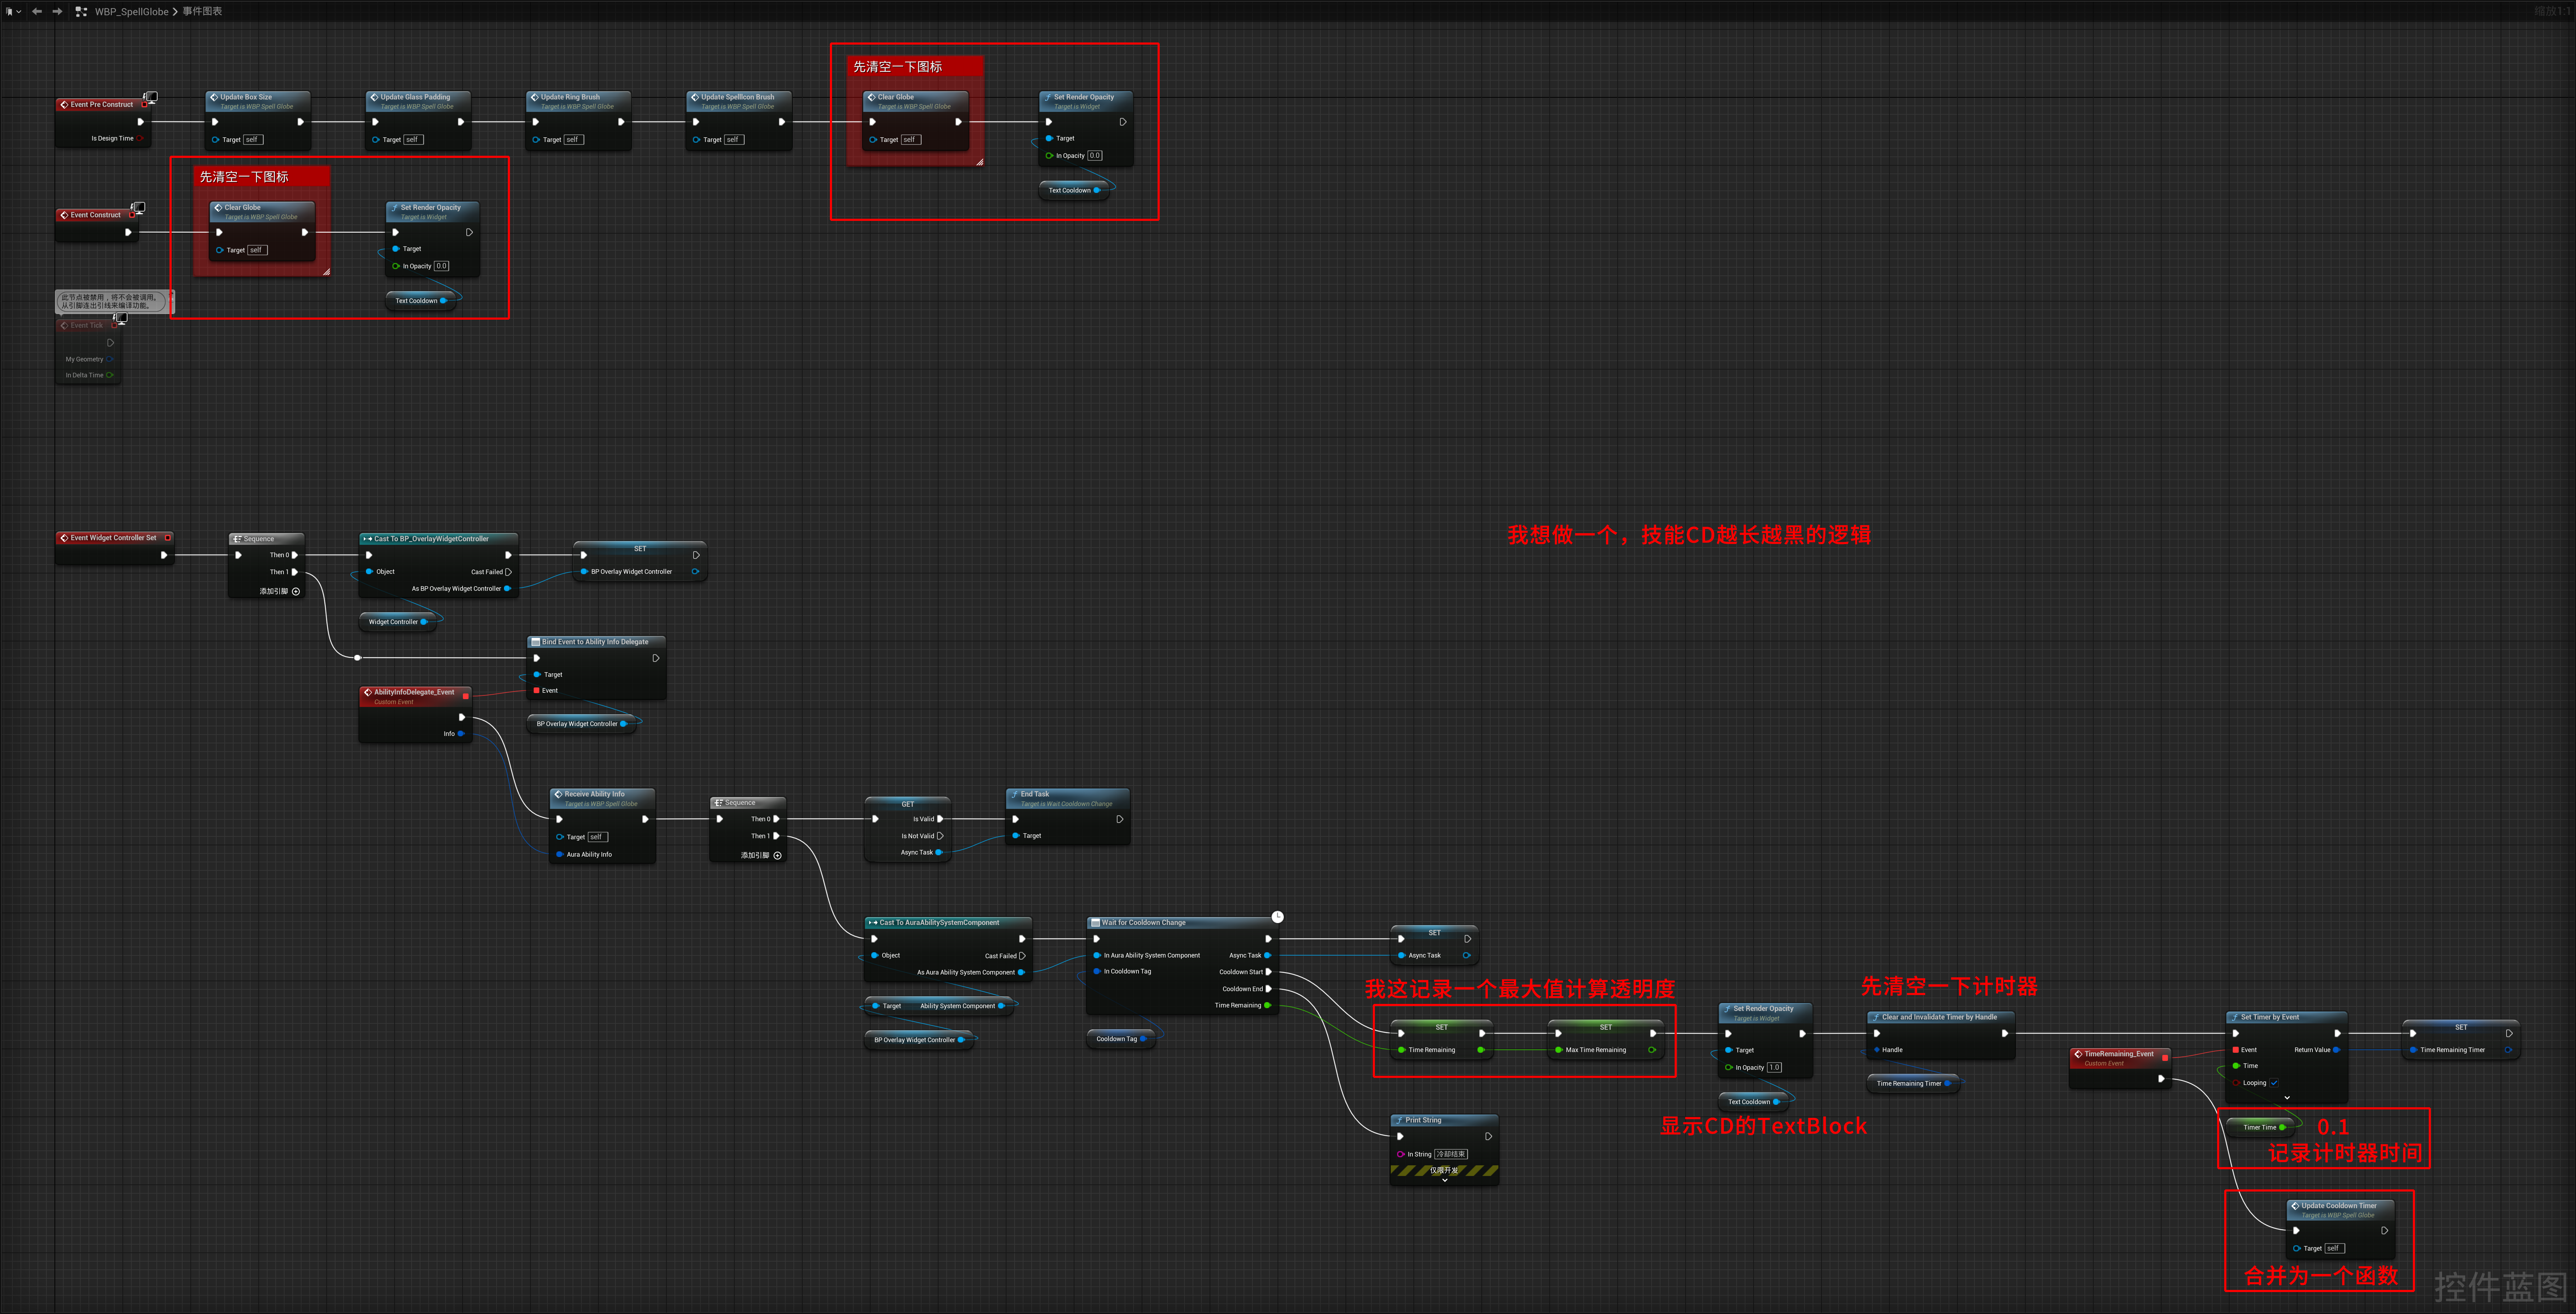 WBP_SpellGlobe > 事件图表
缩放1:1
先清空一下图标
Event Pre Construct
Is Design Time
Update Box Size
Target is WBP Spell Globe
Target self
Update Glass Padding
Target is WBP Spell Globe
Target self
Update Ring Brush
Target is WBP Spell Globe
Target self
Update SpellIcon Brush
Target is WBP Spell Globe
Target self
Clear Globe
Target is WBP Spell Globe
Target self
Set Render Opacity
Target is Widget
Target
In Opacity 0.0
Text Cooldown
先清空一下图标
Event Construct
Clear Globe
Target is WBP Spell Globe
Target self
Set Render Opacity
Target is Widget
Target
In Opacity 0.0
Text Cooldown
此节点被禁用，将不会被调用。
从引脚连出引线来编译功能。
Event Tick
My Geometry
In Delta Time
我想做一个，技能CD越长越黑的逻辑
Event Widget Controller Set
Sequence
Then 0
Then 1
添加引脚
Cast To BP_OverlayWidgetController
Object
Cast Failed
As BP Overlay Widget Controller
Widget Controller
SET
BP Overlay Widget Controller
Bind Event to Ability Info Delegate
Target
Event
BP Overlay Widget Controller
AbilityInfoDelegate_Event
Custom Event
Info
Receive Ability Info
Target is WBP Spell Globe
Target self
Aura Ability Info
Sequence
Then 0
Then 1
添加引脚
GET
Is Valid
Is Not Valid
Async Task
End Task
Target is Wait Cooldown Change
Target
Cast To AuraAbilitySystemComponent
Object
Cast Failed
As Aura Ability System Component
Target Ability System Component
BP Overlay Widget Controller
Wait for Cooldown Change
In Aura Ability System Component
Async Task
In Cooldown Tag
Cooldown Start
Cooldown End
Time Remaining
Cooldown Tag
SET
Async Task
我这记录一个最大值计算透明度
SET
Time Remaining
SET
Max Time Remaining
Set Render Opacity
Target is Widget
Target
In Opacity 1.0
Text Cooldown
显示CD的TextBlock
先清空一下计时器
Clear and Invalidate Timer by Handle
Handle
Time Remaining Timer
TimeRemaining_Event
Custom Event
Set Timer by Event
Event
Return Value
Time
Looping
SET
Time Remaining Timer
Timer Time
0.1
记录计时器时间
Print String
In String 冷却结束
仅限开发
Update Cooldown Timer
Target is WBP Spell Globe
Target self
合并为一个函数
控件蓝图